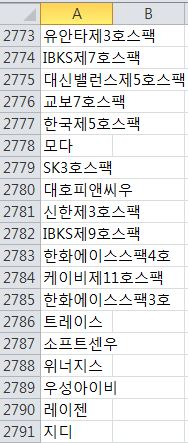 A B
2773 유안타제3호스팩
2774 IBKS제7호스팩
2775 대신밸런스제5호스팩
2776 교보7호스팩
2777 한국제5호스팩
2778 모다
2779 SK3호스팩
2780 대호피앤씨우
2781 신한제3호스팩
2782 IBKS제9호스팩
2783 한화에이스스팩4호
2784 케이비제11호스팩
2785 한화에이스스팩3호
2786 트레이스
2787 소프트센우
2788 위너지스
2789 우성아이비
2790 레이젠
2791 지디